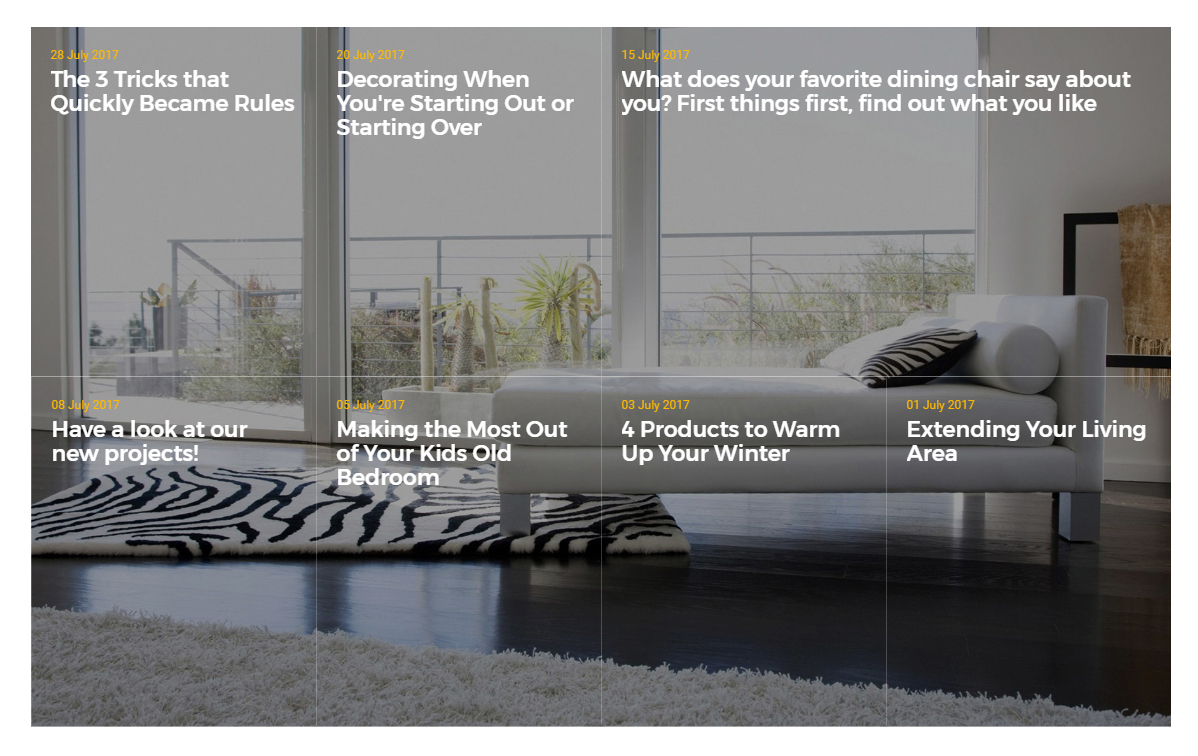 28 July 2017
The 3 Tricks that
Quickly Became Rules
20 July 2017
Decorating When
You're Starting Out or
Starting Over
15 July 2017
What does your favorite dining chair say about
you? First things first, find out what you like
08 July 2017
Have a look at our
new projects!
05 July 2017
Making the Most Out
of Your Kids Old
Bedroom
03 July 2017
4 Products to Warm
Up Your Winter
01 July 2017
Extending Your Living
Area